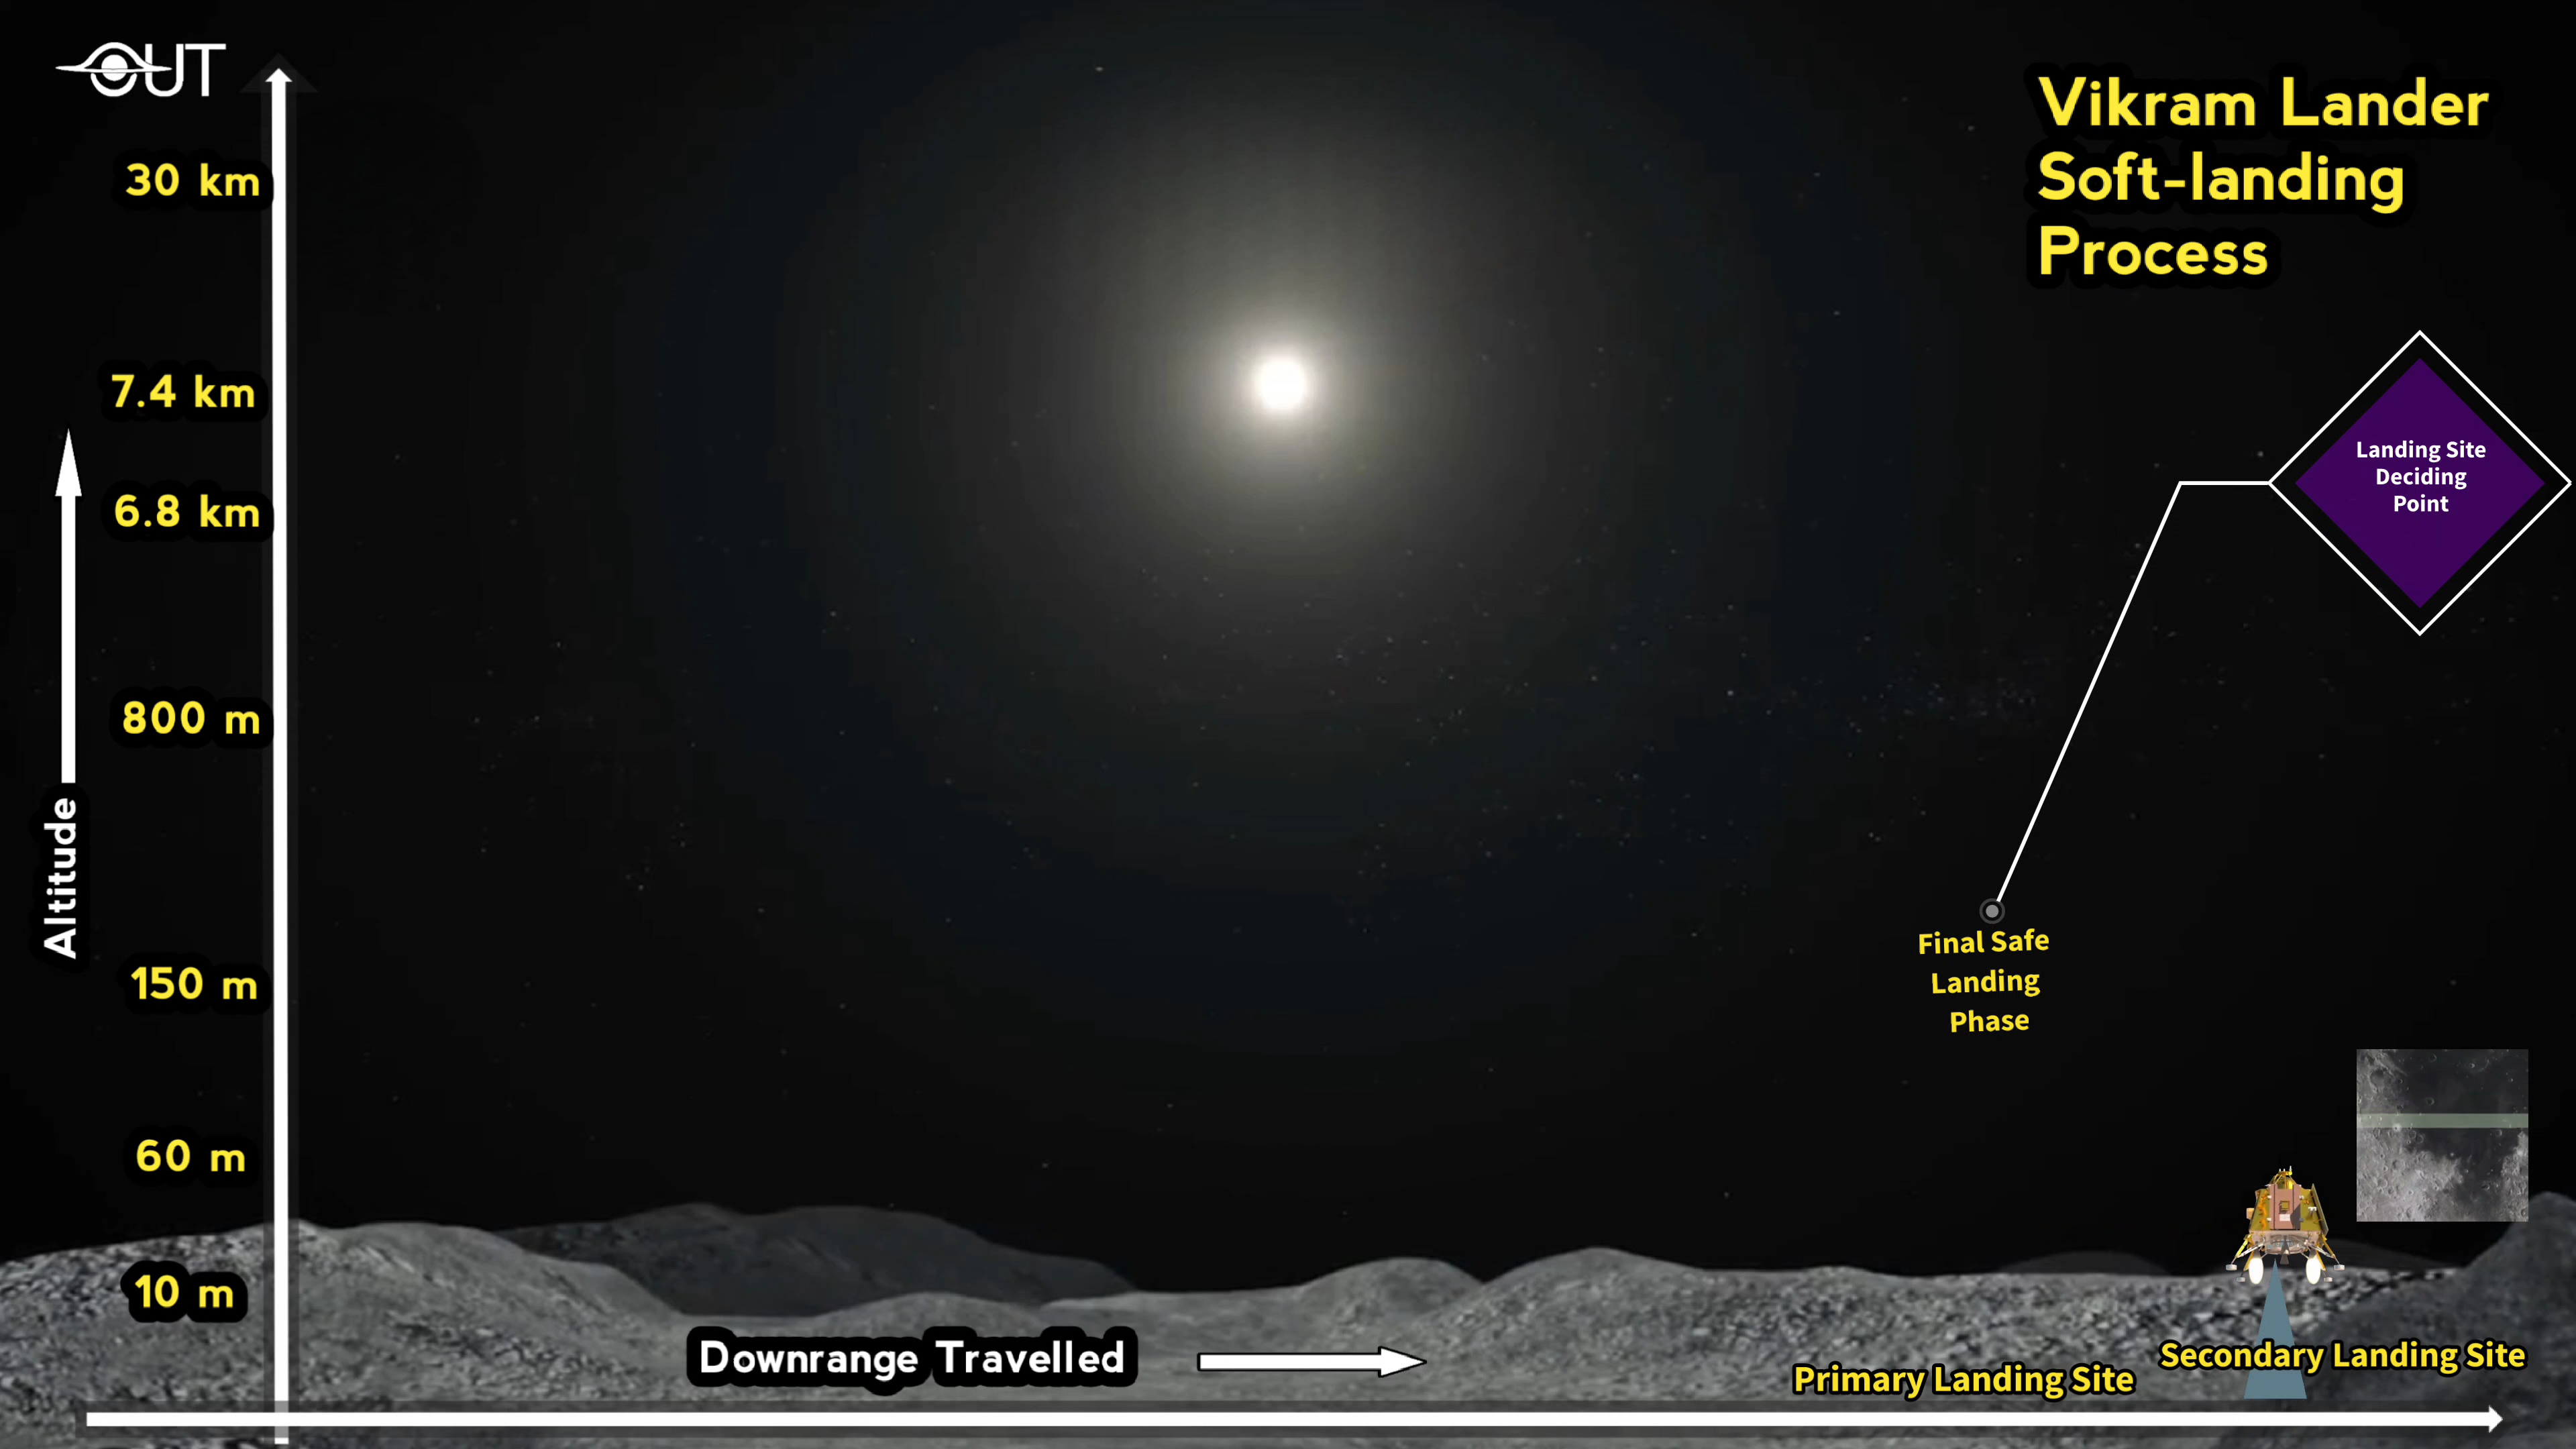 OUT
Vikram Lander
Soft-landing
Process
30 km
7.4 km
6.8 km
800 m
150 m
60 m
10 m
Altitude
Landing Site
Deciding
Point
Final Safe
Landing
Phase
Downrange Travelled
Primary Landing Site
Secondary Landing Site